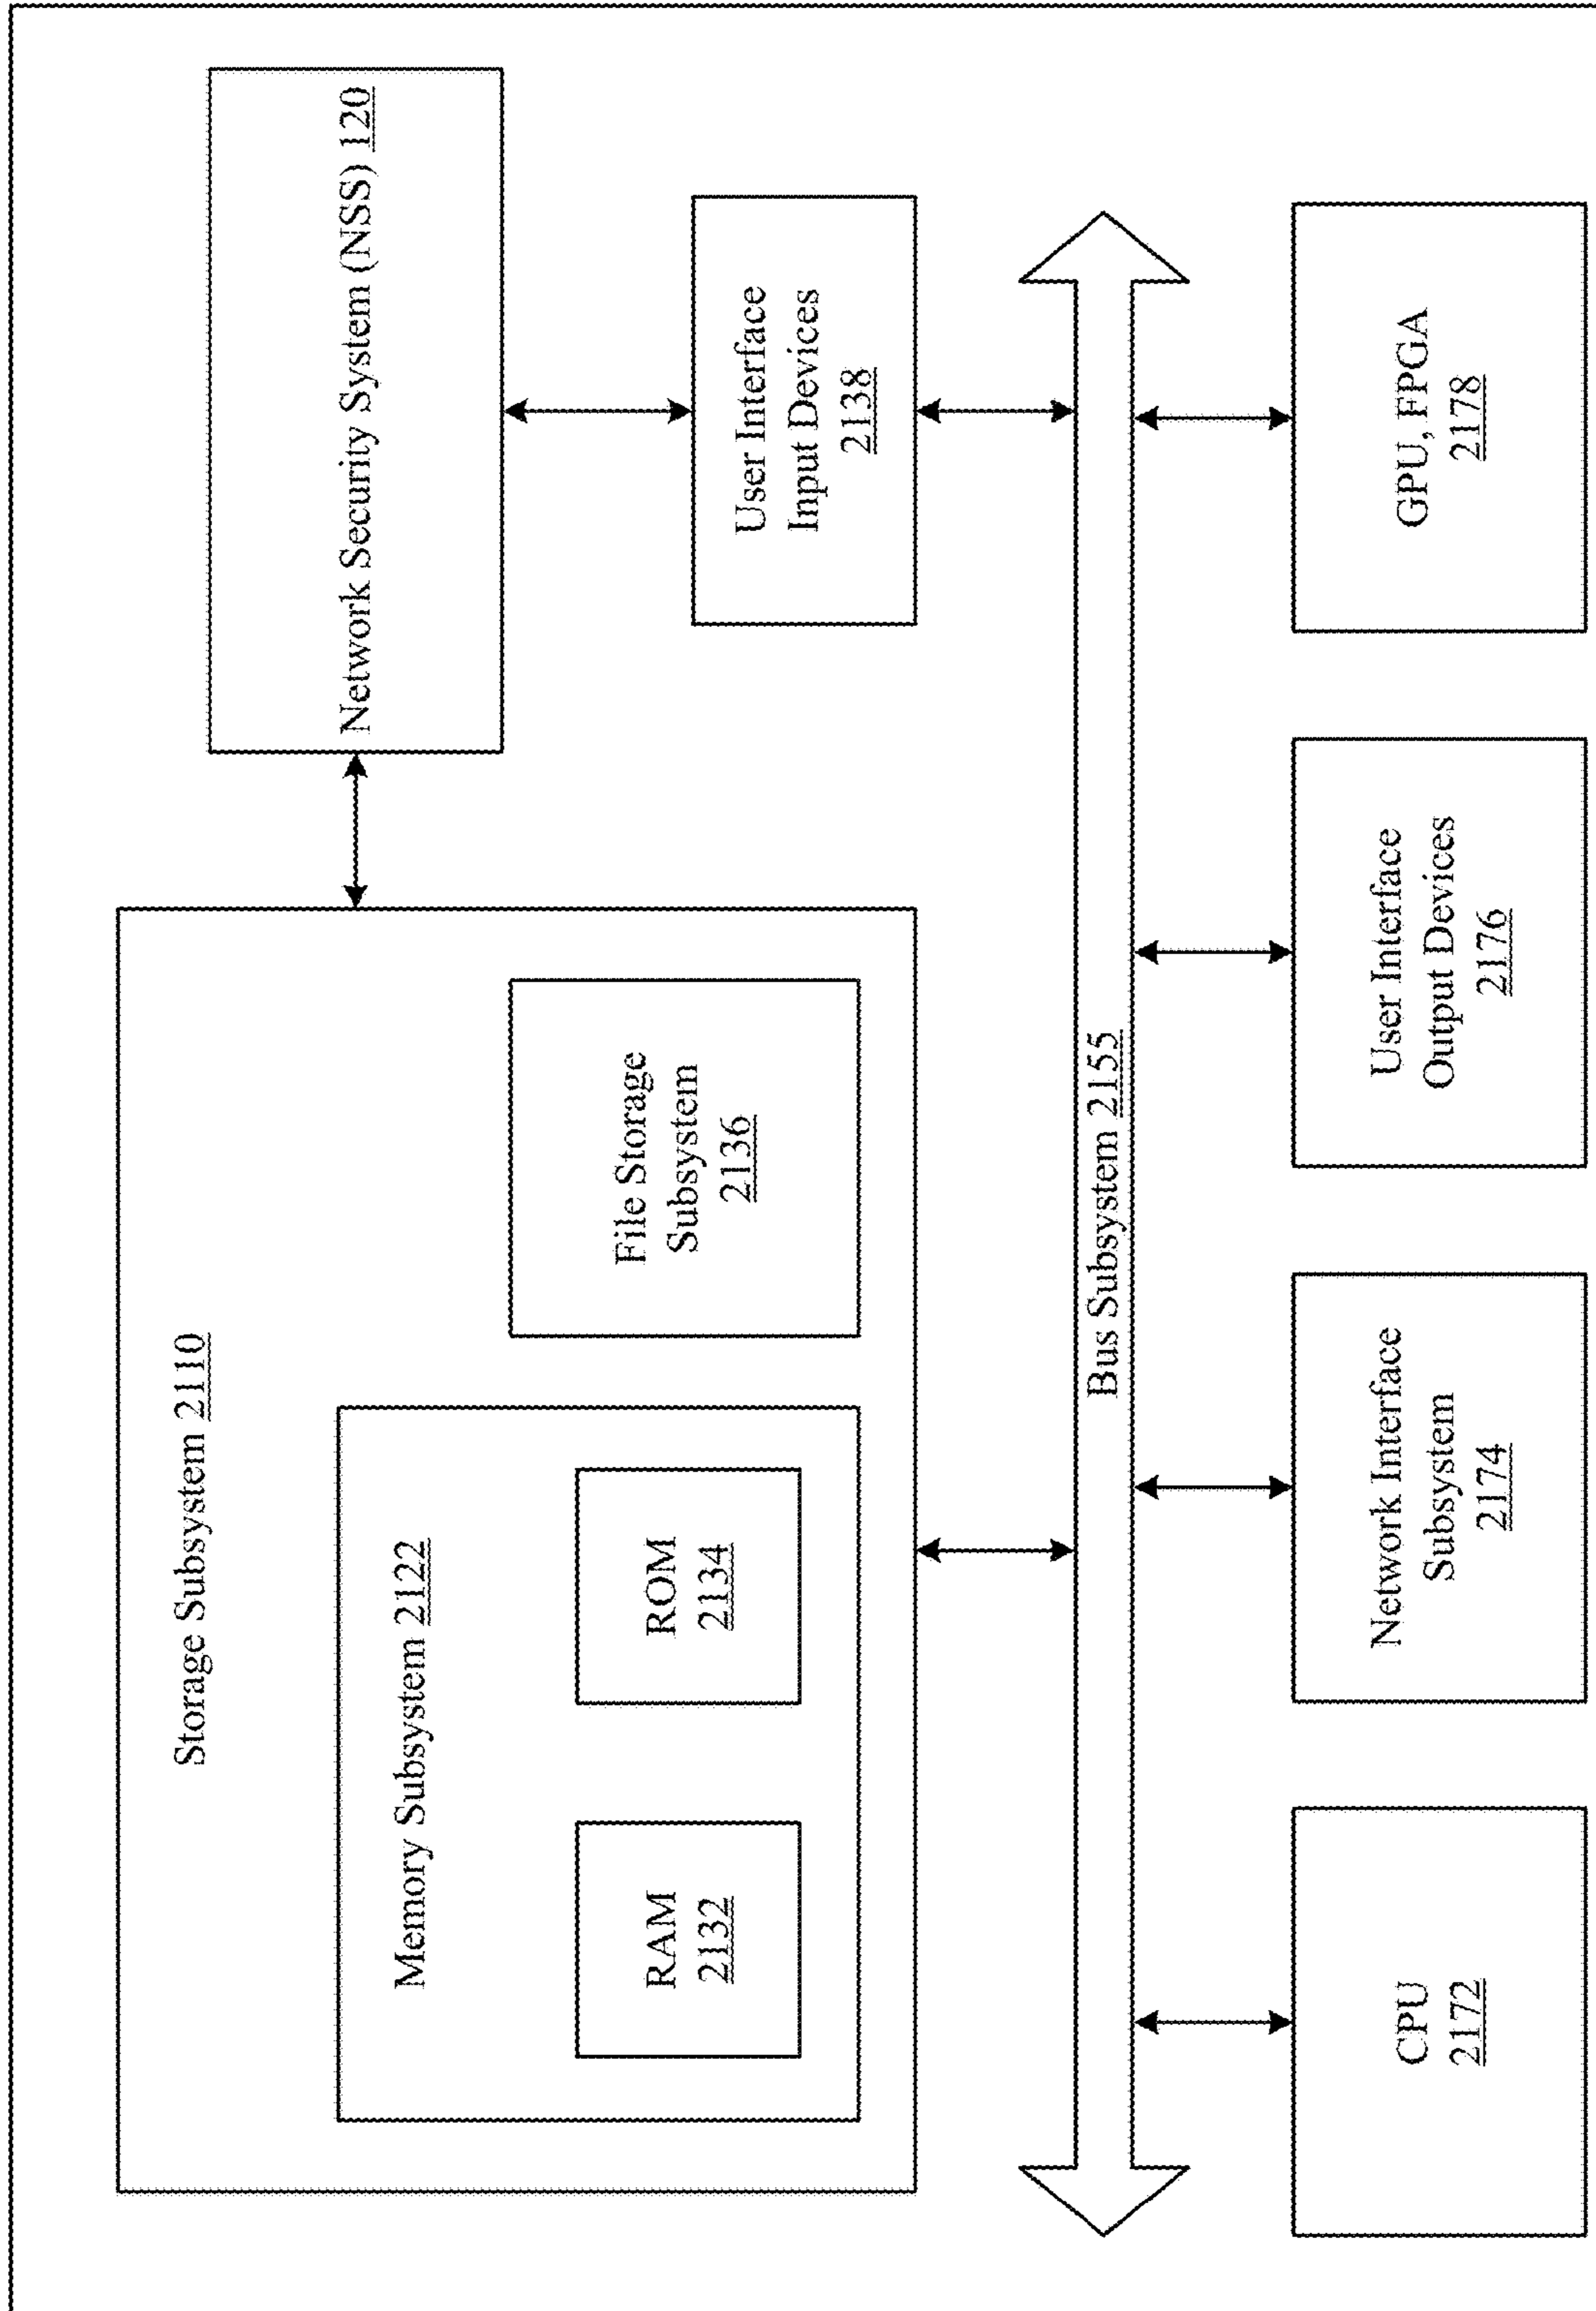 Storage Subsystem 2110
Memory Subsystem 2122
RAM
2132
ROM
2134
File Storage
Subsystem
2136
Network Security System (NSS) 120
User Interface
Input Devices
2138
Bus Subsystem 2155
CPU
2172
Network Interface
Subsystem
2174
User Interface
Output Devices
2176
GPU, FPGA
2178